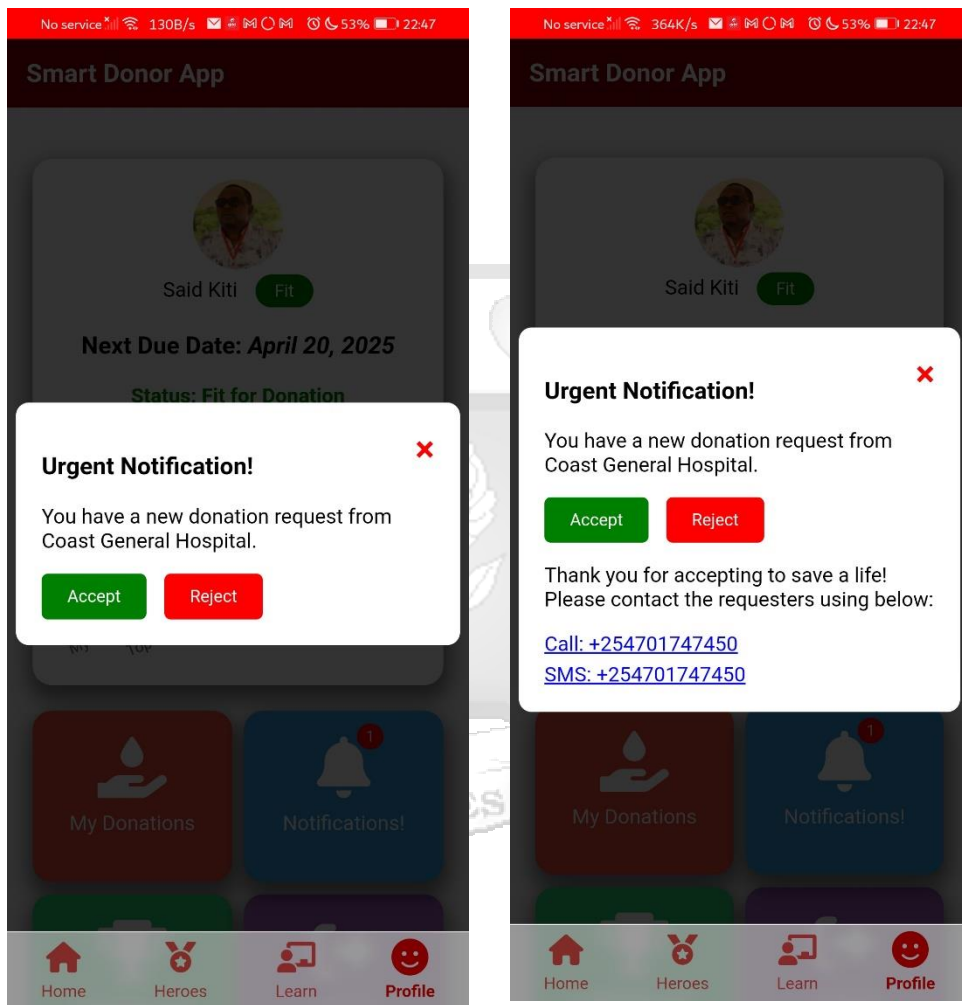 No service 130B/s 53% 22:47
Smart Donor App
Said Kiti Fit
Next Due Date: April 20, 2025
Status: Fit for Donation
Urgent Notification!
You have a new donation request from
Coast General Hospital.
Accept Reject
My Top
1
My Donations Notifications!
Home Heroes Learn Profile
No service 364K/s 53% 22:47
Smart Donor App
Said Kiti Fit
Urgent Notification!
You have a new donation request from
Coast General Hospital.
Accept Reject
Thank you for accepting to save a life!
Please contact the requesters using below:
Call: +254701747450
SMS: +254701747450
1
My Donations Notifications!
Home Heroes Learn Profile